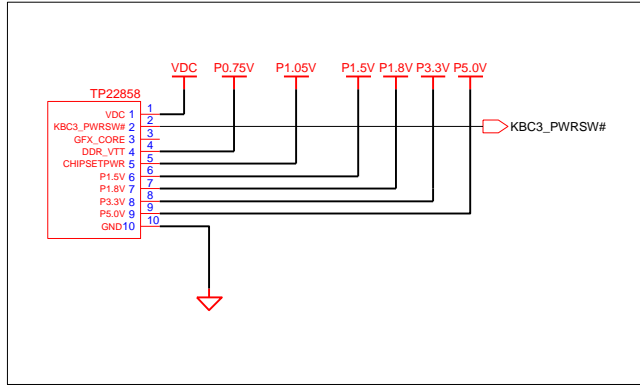 VDC P0.75V P1.05V P1.5V P1.8V P3.3V P5.0V
TP22858
VDC 1 1
KBC3_PWRSW# 2 2 KBC3_PWRSW#
GFX_CORE 3 3
DDR_VTT 4 4
CHIPSETPWR 5 5
P1.5V 6 6
P1.8V 7 7
P3.3V 8 8
P5.0V 9 9
GND 10 10